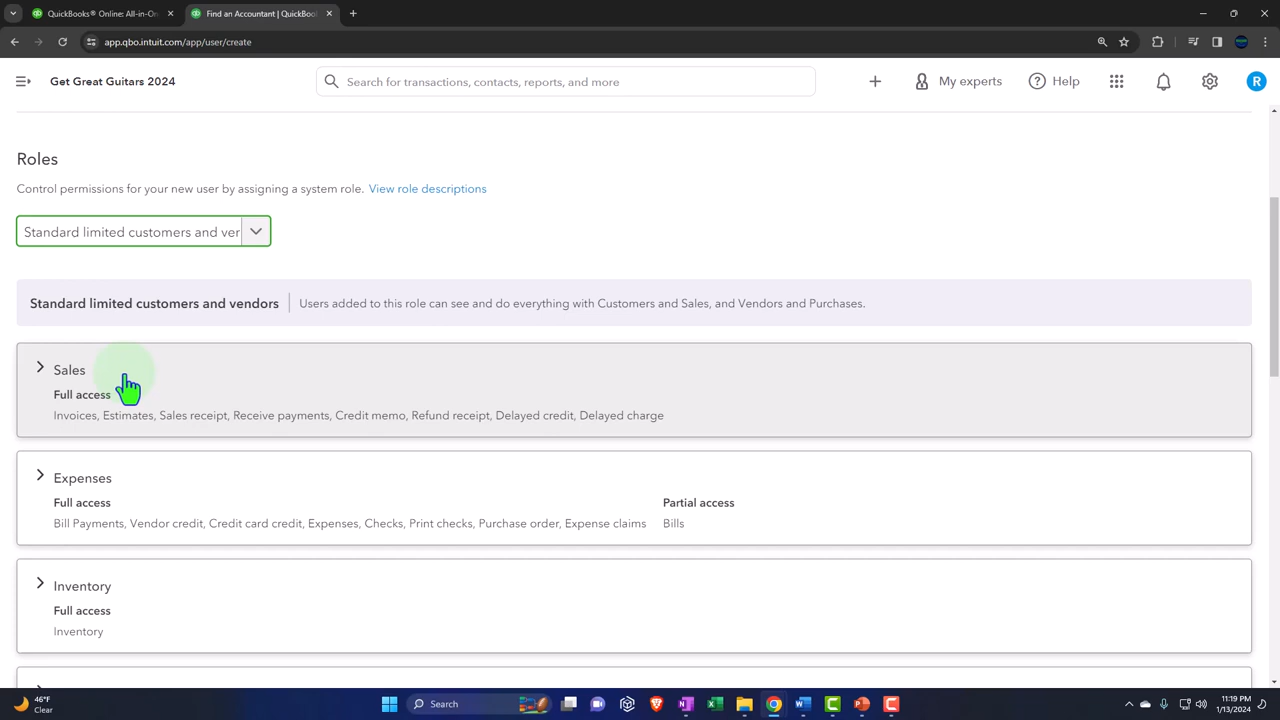 QuickBooks® Online: All-in-On
Find an Accountant | QuickBool
app.qbo.intuit.com/app/user/create
Get Great Guitars 2024
Search for transactions, contacts, reports, and more
My experts
Help
R
Roles
Control permissions for your new user by assigning a system role. View role descriptions
Standard limited customers and ver
Standard limited customers and vendors
Users added to this role can see and do everything with Customers and Sales, and Vendors and Purchases.
Sales
Full access
Invoices, Estimates, Sales receipt, Receive payments, Credit memo, Refund receipt, Delayed credit, Delayed charge
Expenses
Full access
Partial access
Bill Payments, Vendor credit, Credit card credit, Expenses, Checks, Print checks, Purchase order, Expense claims
Bills
Inventory
Full access
Inventory
46°F
Clear
Search
11:19 PM
1/13/2024